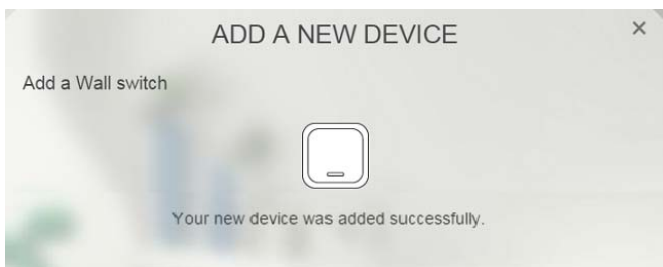 ADD A NEW DEVICE
Add a Wall switch
Your new device was added successfully.